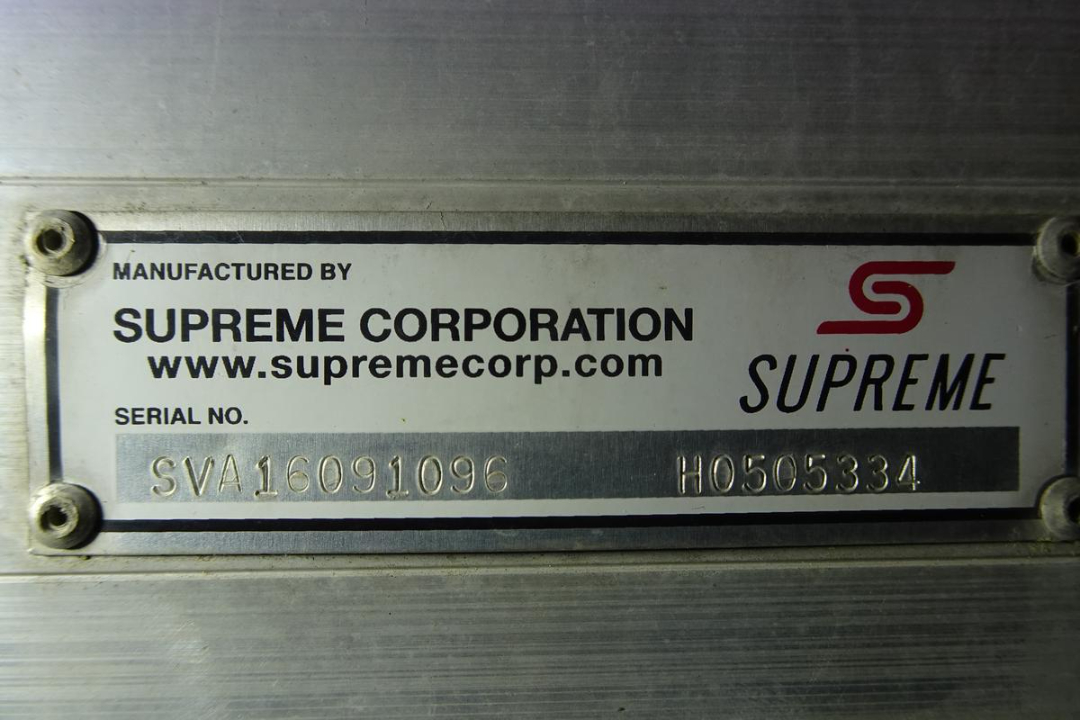 MANUFACTURED BY
SUPREME CORPORATION
www.supremecorp.com
SUPREME
SERIAL NO.
SVA16091096 H0505334